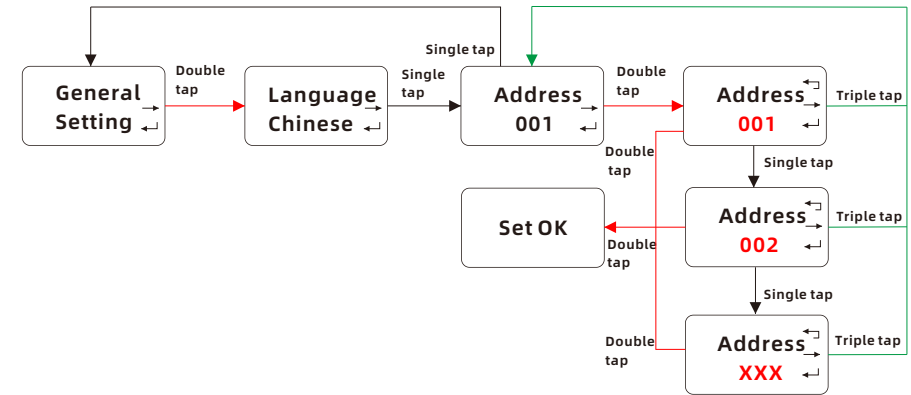 Single tap
Double
tap
General
Setting
Language
Chinese
Single
tap
Address
001
Double
tap
Address
001
Triple tap
Double
tap
Single tap
Set OK
Double
tap
Address
002
Triple tap
Single tap
Double
tap
Address
XXX
Triple tap